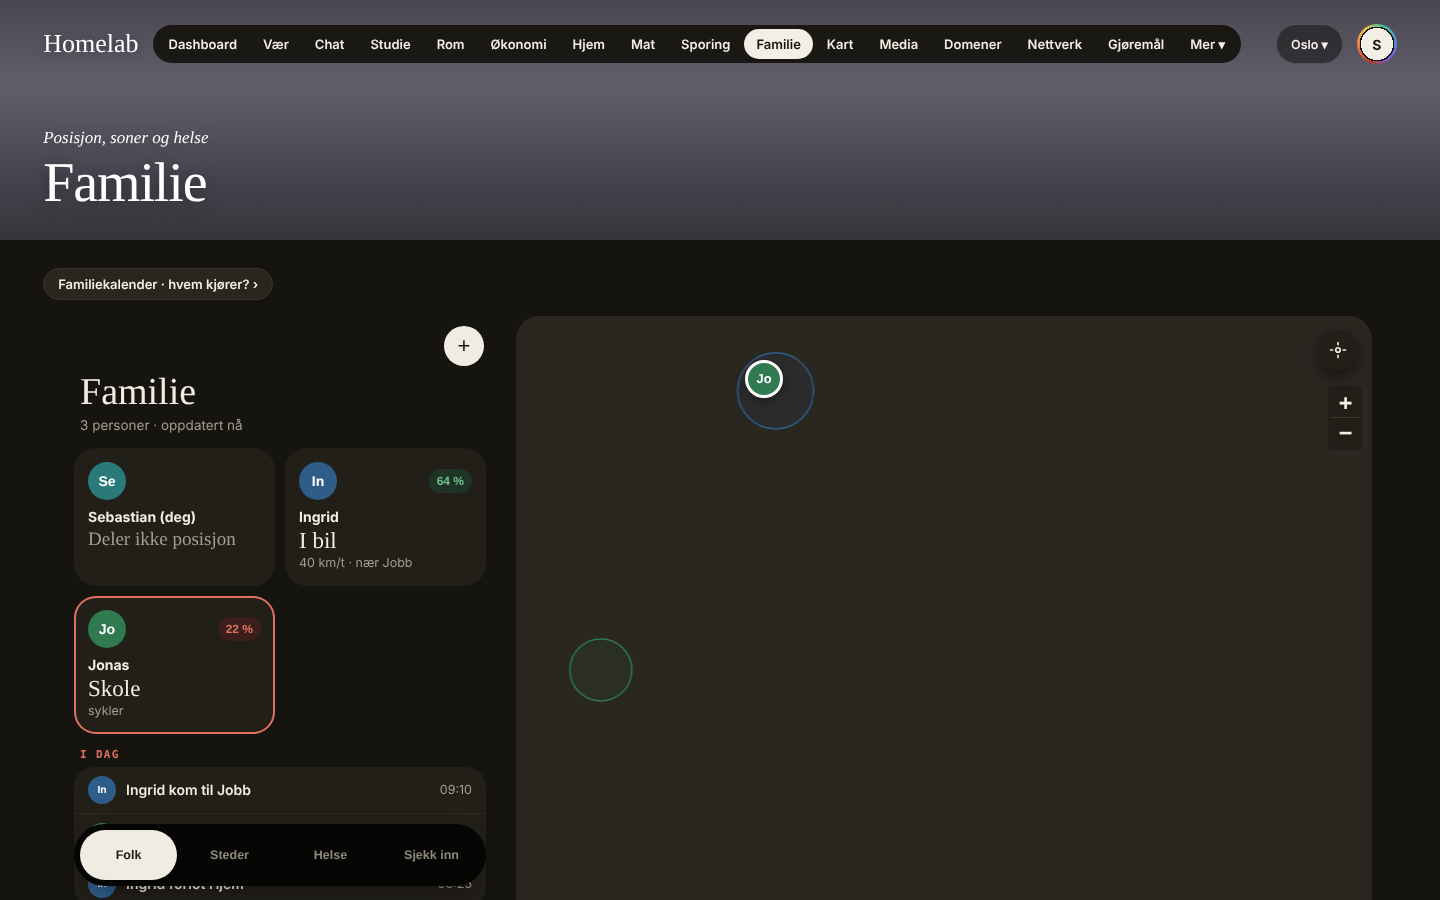 Homelab
Dashboard Vær Chat Studie Rom Økonomi Hjem Mat Sporing Familie Kart Media Domener Nettverk Gjøremål Mer ▾
Oslo ▾
S
Posisjon, soner og helse
Familie
Familiekalender · hvem kjører? ›
+
Familie
3 personer · oppdatert nå
Se
Sebastian (deg)
Deler ikke posisjon
In
64 %
Ingrid
I bil
40 km/t · nær Jobb
Jo
22 %
Jonas
Skole
sykler
I DAG
In Ingrid kom til Jobb 09:10
Folk Steder Helse Sjekk inn
Jo
+
−